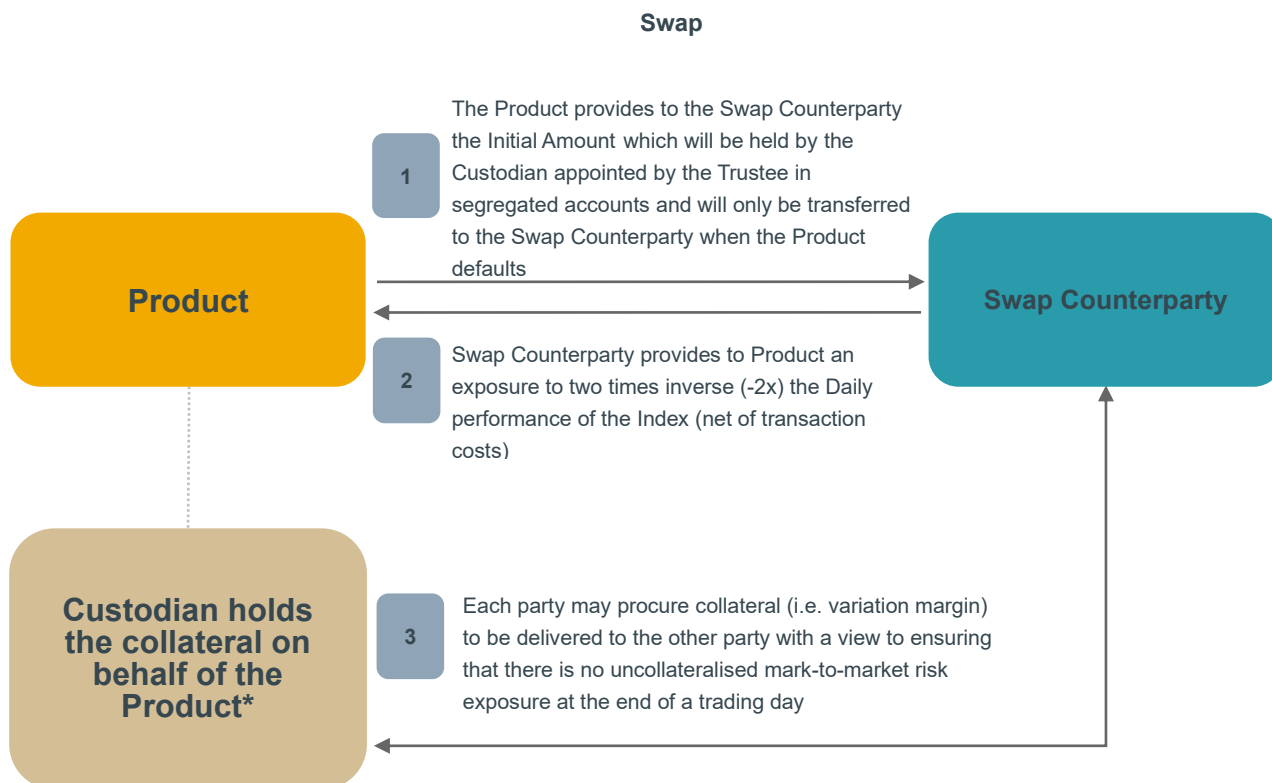 Swap
The Product provides to the Swap Counterparty
the Initial Amount which will be held by the
Custodian appointed by the Trustee in
segregated accounts and will only be transferred
to the Swap Counterparty when the Product
defaults
1
Product
Swap Counterparty
2
Swap Counterparty provides to Product an
exposure to two times inverse (-2x) the Daily
performance of the Index (net of transaction
costs)
Custodian holds
the collateral on
behalf of the
Product*
3
Each party may procure collateral (i.e. variation margin)
to be delivered to the other party with a view to ensuring
that there is no uncollateralised mark-to-market risk
exposure at the end of a trading day